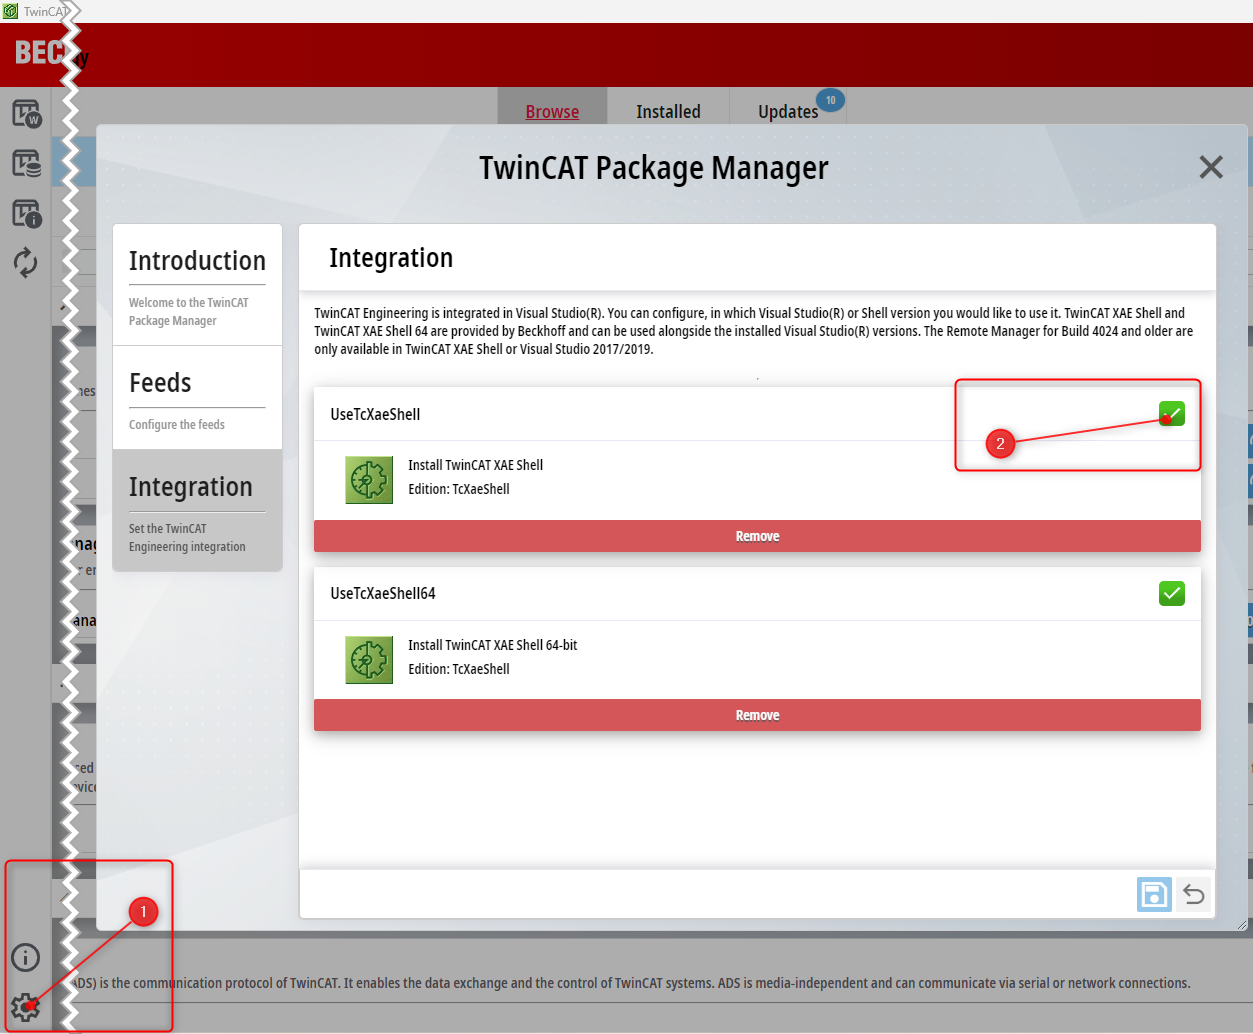 TwinCAT
BEC
Browse
Installed
Updates
10
TwinCAT Package Manager
Introduction
Welcome to the TwinCAT
Package Manager
Feeds
Configure the feeds
Integration
Set the TwinCAT
Engineering integration
Integration
TwinCAT Engineering is integrated in Visual Studio(R). You can configure, in which Visual Studio(R) or Shell version you would like to use it. TwinCAT XAE Shell and
TwinCAT XAE Shell 64 are provided by Beckhoff and can be used alongside the installed Visual Studio(R) versions. The Remote Manager for Build 4024 and older are
only available in TwinCAT XAE Shell or Visual Studio 2017/2019.
UseTcXaeShell
2
Install TwinCAT XAE Shell
Edition: TcXaeShell
Remove
UseTcXaeShell64
Install TwinCAT XAE Shell 64-bit
Edition: TcXaeShell
Remove
1
ADS) is the communication protocol of TwinCAT. It enables the data exchange and the control of TwinCAT systems. ADS is media-independent and can communicate via serial or network connections.